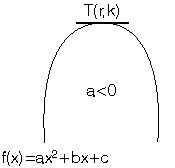 T(r,k)
a<0
f(x)=ax²+bx+c